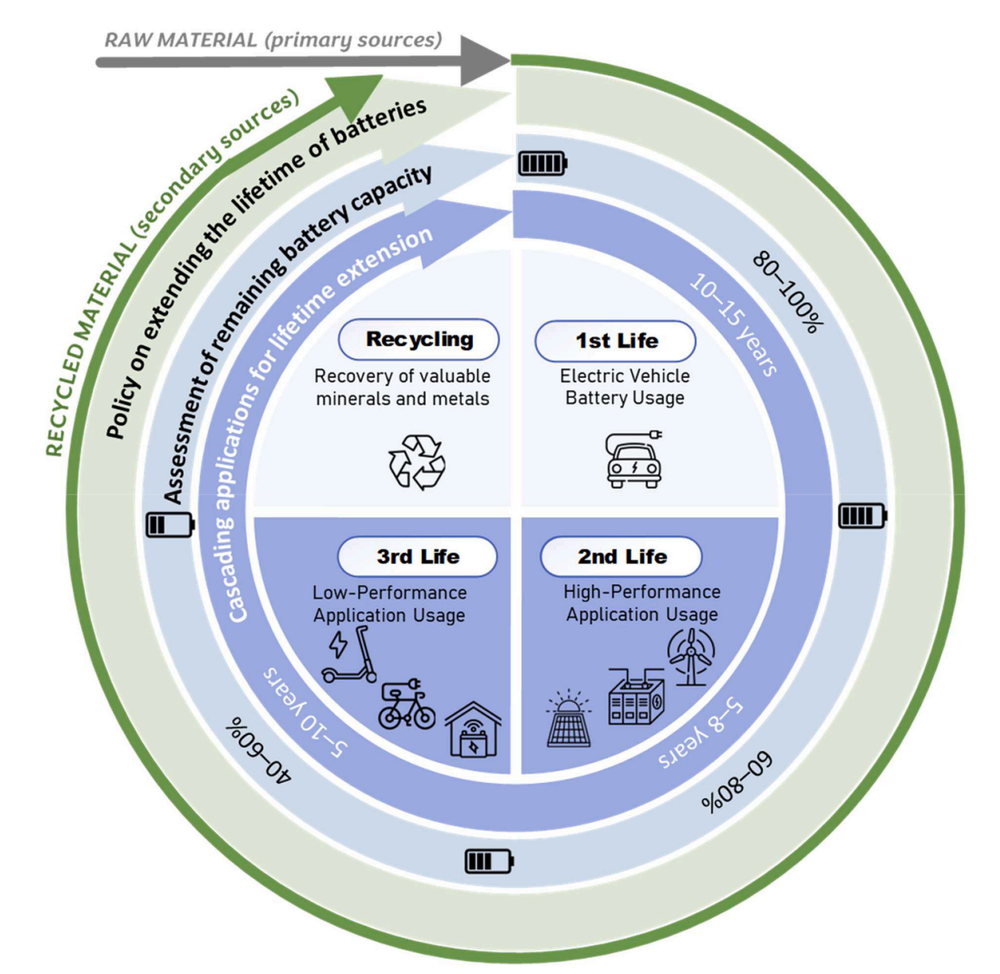 RAW MATERIAL (primary sources)
RECYCLED MATERIAL (secondary sources)
Policy on extending the lifetime of batteries
Assessment of remaining battery capacity
Cascading applications for lifetime extension
80–100%
10–15 years
Recycling
Recovery of valuable
minerals and metals
1st Life
Electric Vehicle
Battery Usage
3rd Life
Low-Performance
Application Usage
2nd Life
High-Performance
Application Usage
5–10 years
40–60%
5–8 years
60–80%